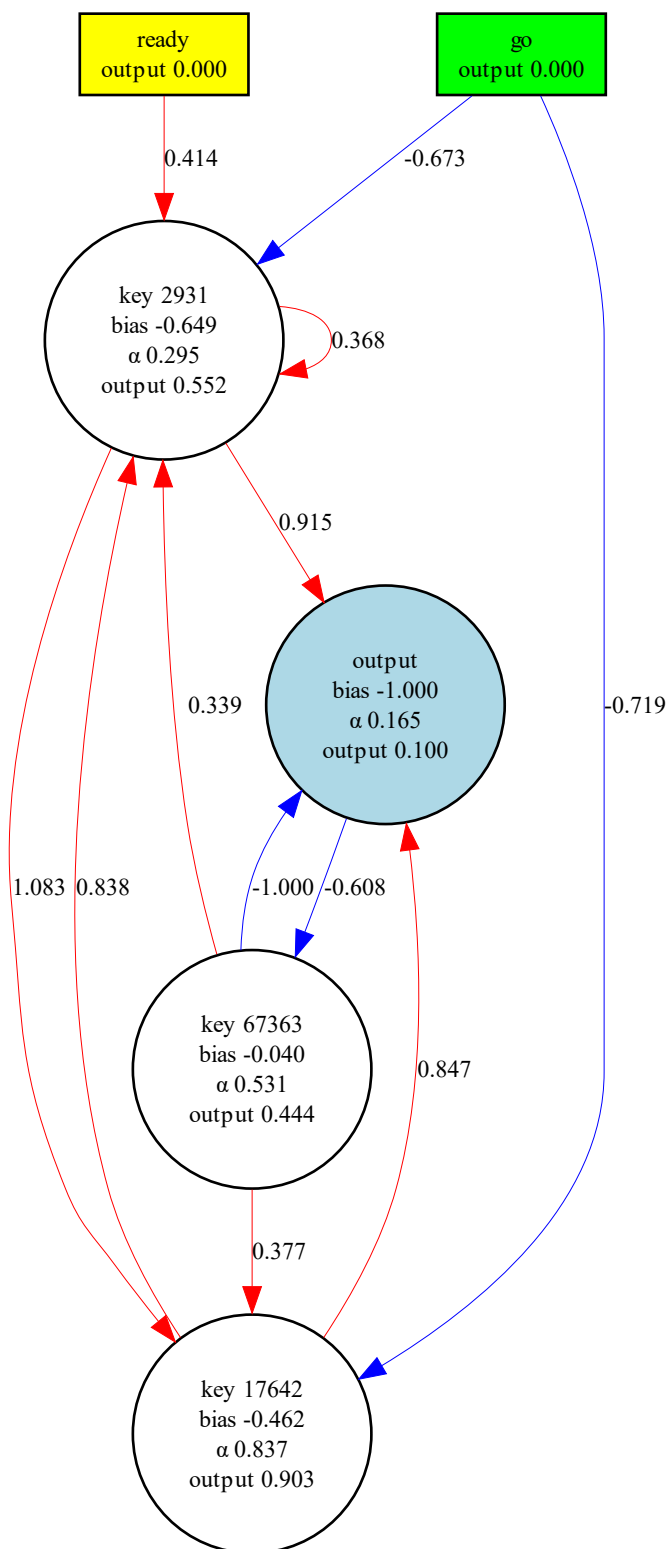 ready
output 0.000
go
output 0.000
0.414
-0.673
key 2931
bias -0.649
α 0.295
output 0.552
0.368
0.915
output
bias -1.000
α 0.165
output 0.100
0.339
-0.719
1.083
0.838
-1.000
-0.608
key 67363
bias -0.040
α 0.531
output 0.444
0.847
0.377
key 17642
bias -0.462
α 0.837
output 0.903